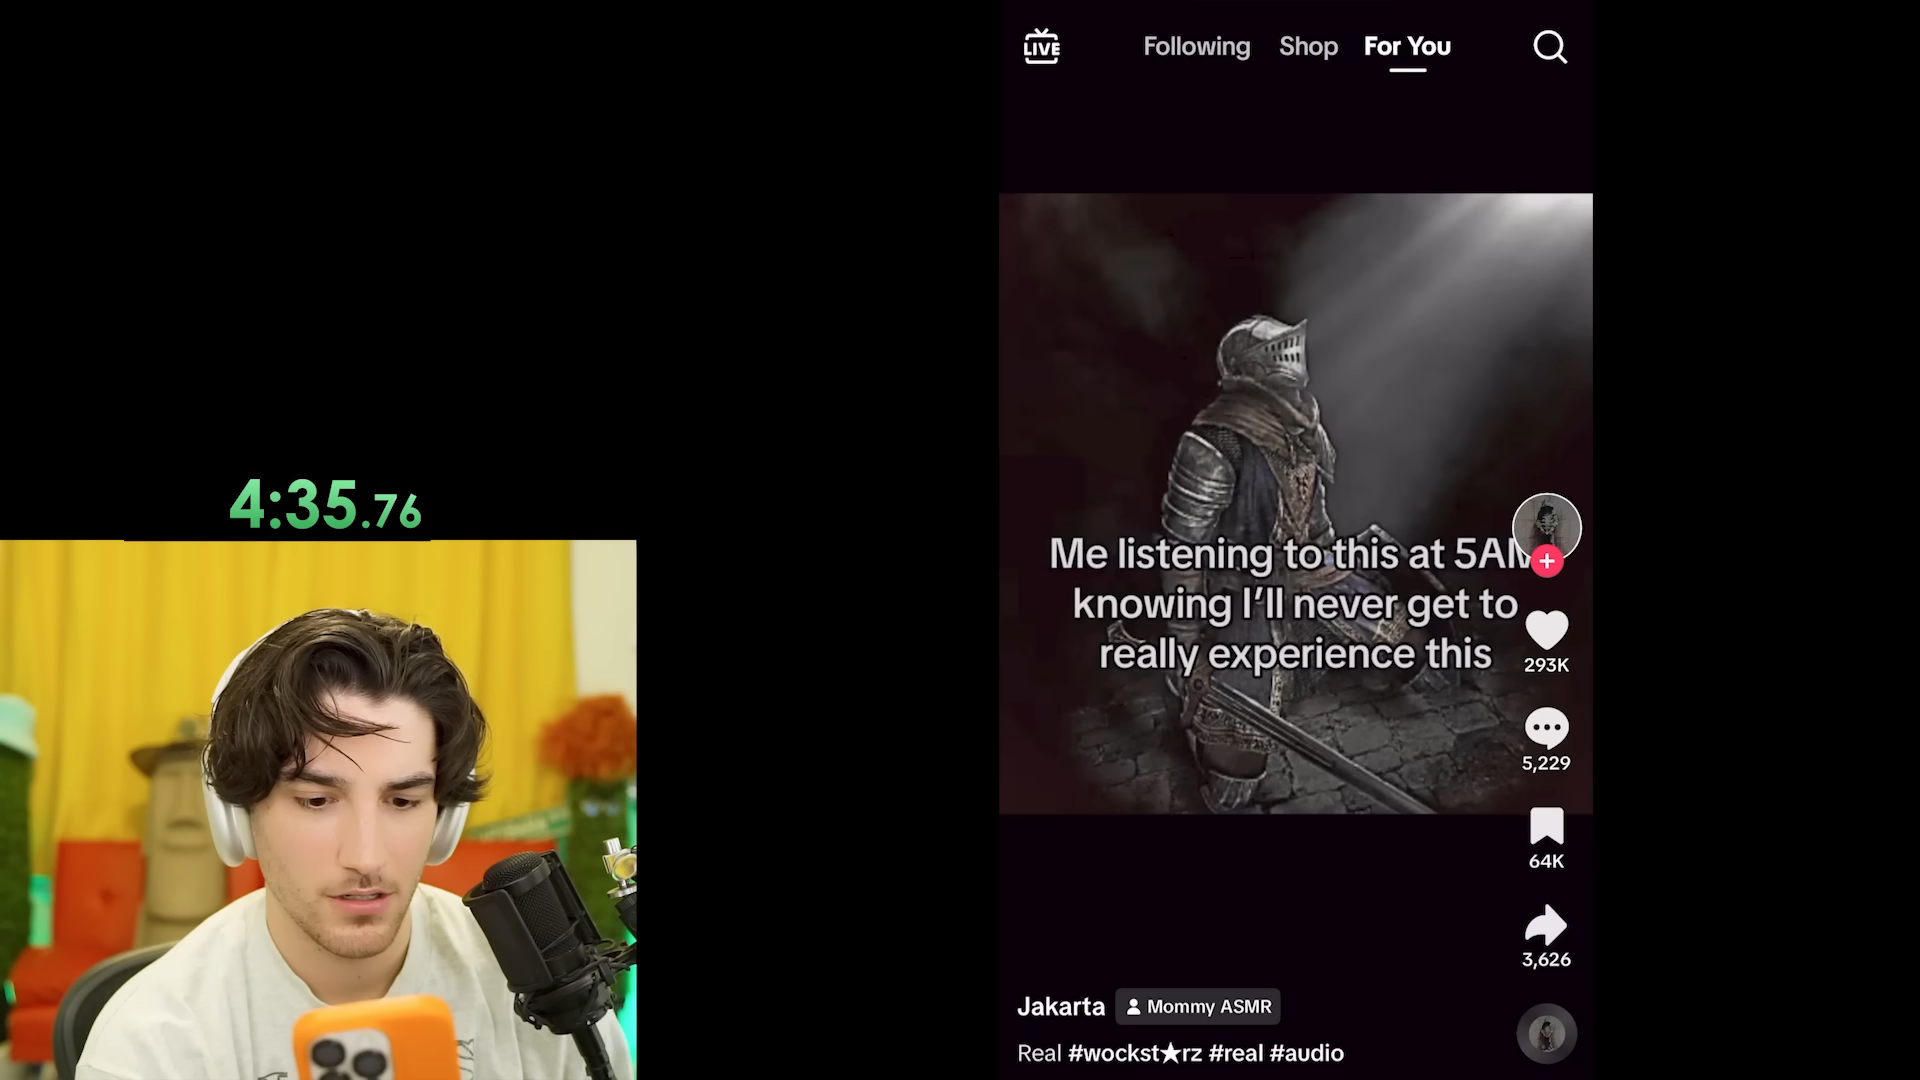 LIVE
Following Shop For You
4:35.76
Me listening to this at 5AM
knowing I'll never get to
really experience this
293K
5,229
64K
3,626
Jakarta Mommy ASMR
Real #wockst★rz #real #audio